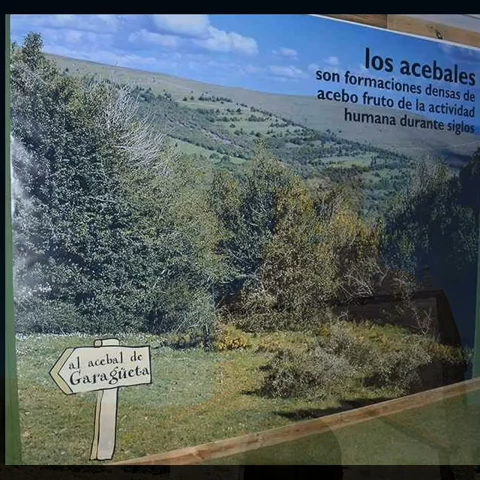 los acebales
son formaciones densas de
acebo fruto de la actividad
humana durante siglos
al acebal de
Garagüeta